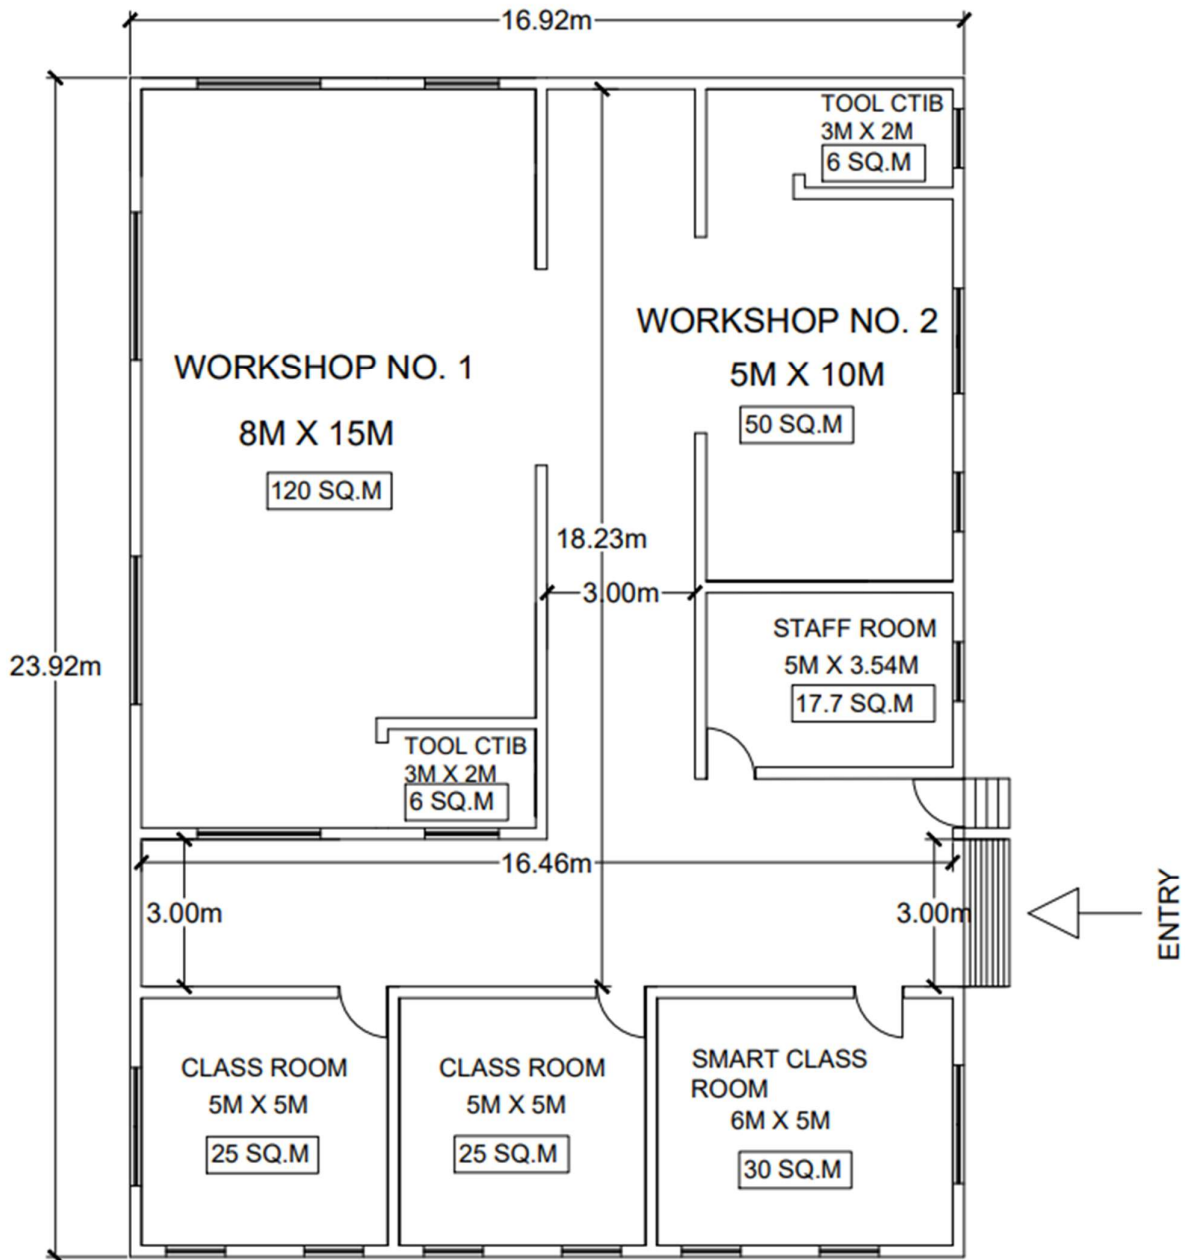 16.92m
TOOL CTIB
3M X 2M
6 SQ.M
WORKSHOP NO. 2
5M X 10M
50 SQ.M
WORKSHOP NO. 1
8M X 15M
120 SQ.M
18.23m
3.00m
STAFF ROOM
5M X 3.54M
17.7 SQ.M
23.92m
TOOL CTIB
3M X 2M
6 SQ.M
16.46m
3.00m
3.00m
ENTRY
CLASS ROOM
5M X 5M
25 SQ.M
CLASS ROOM
5M X 5M
25 SQ.M
SMART CLASS
ROOM
6M X 5M
30 SQ.M